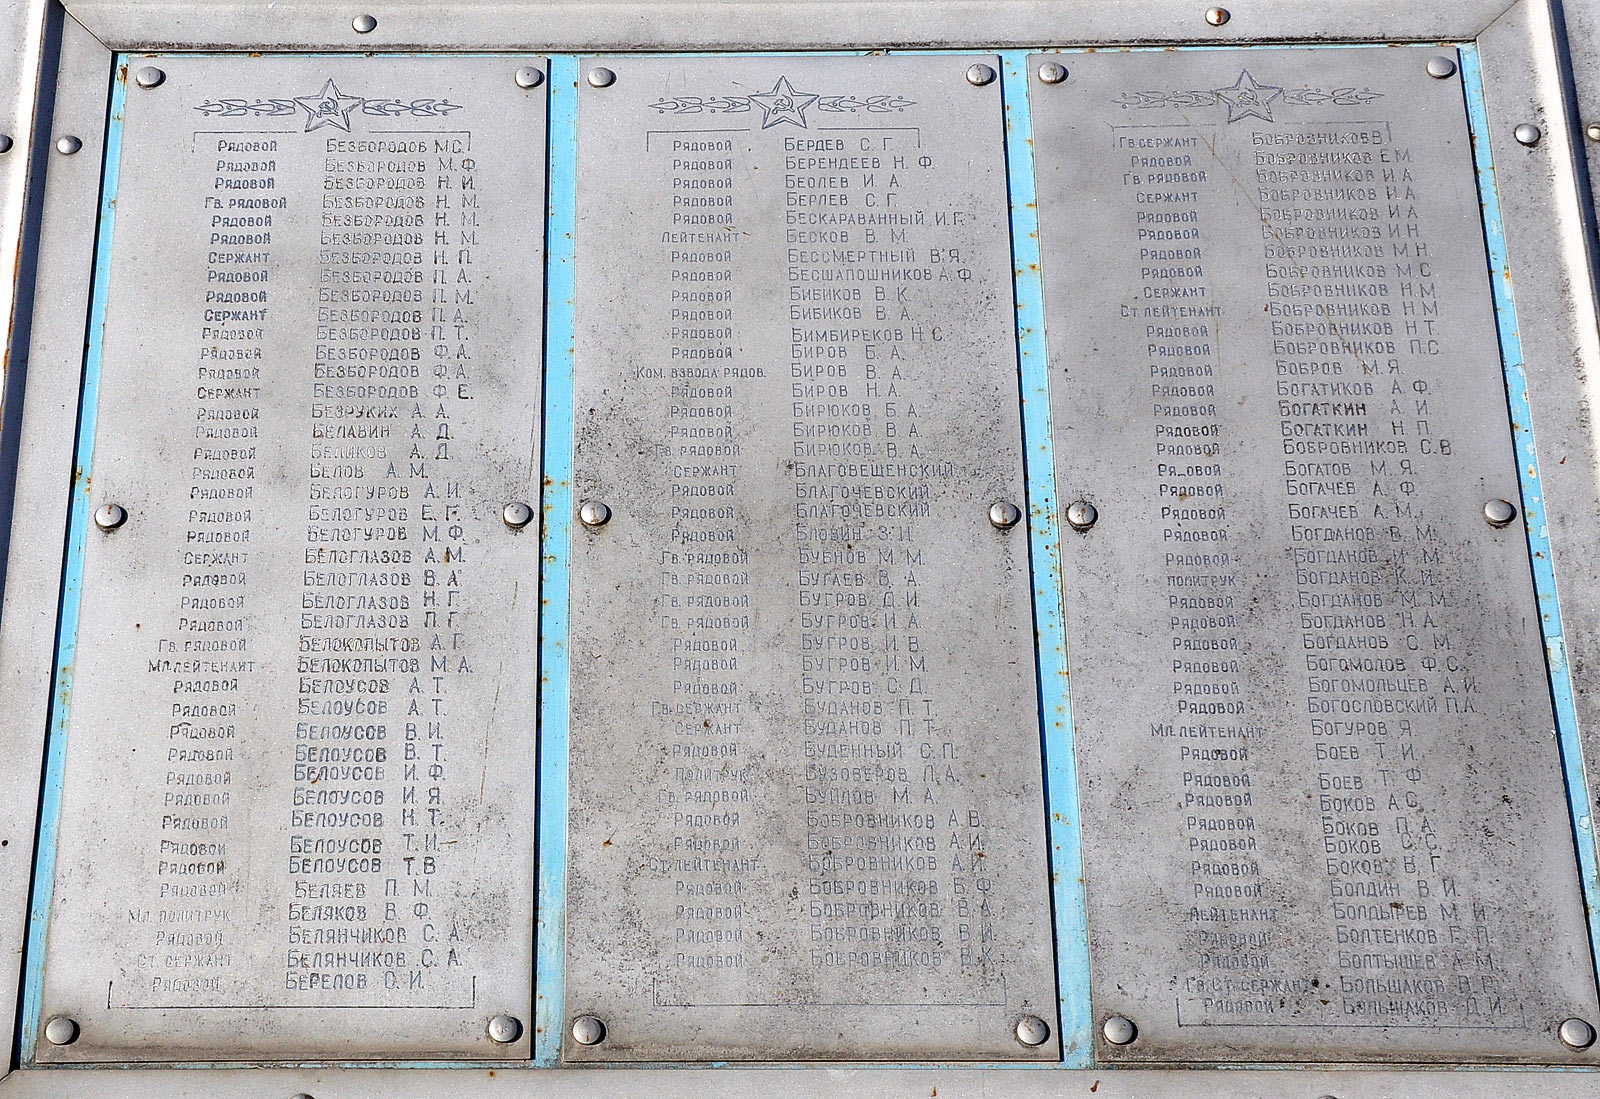 Рядовой Безбородов М.С.
Рядовой Безбородов М.Ф.
Рядовой Безбородов Н.И.
Гв. рядовой Безбородов Н.М.
Рядовой Безбородов Н.М.
Рядовой Безбородов Н.М.
Сержант Безбородов Н.П.
Рядовой Безбородов П.А.
Рядовой Безбородов П.М.
Сержант Безбородов П.А.
Рядовой Безбородов П.Т.
Рядовой Безбородов Ф.А.
Рядовой Безбородов Ф.А.
Сержант Безбородов Ф.Е.
Рядовой Безруких А.А.
Рядовой Белавин А.Д.
Рядовой Беликов А.Д.
Рядовой Белов А.М.
Рядовой Белогуров А.И.
Рядовой Белогуров Е.Г.
Рядовой Белогуров М.Ф.
Сержант Белоглазов А.М.
Рядовой Белоглазов В.А.
Рядовой Белоглазов Н.Г.
Рядовой Белоглазов П.Г.
Гв. рядовой Белокопытов А.Г.
Мл. лейтенант Белокопытов М.А.
Рядовой Белоусов А.Т.
Рядовой Белоусов А.Т.
Рядовой Белоусов В.И.
Рядовой Белоусов В.Т.
Рядовой Белоусов И.Ф.
Рядовой Белоусов И.Я.
Рядовой Белоусов Н.Т.
Рядовой Белоусов Т.И.
Рядовой Белоусов Т.В
Рядовой Беляев П.М.
Мл. политрук Беляков В.Ф.
Рядовой Белянчиков С.А.
Ст. сержант Белянчиков С.А.
Рядовой Берелов О.И.
Рядовой Бердев С.Г.
Рядовой Берендеев Н.Ф.
Рядовой Беолев И.А.
Рядовой Берлев С.Г.
Рядовой Бескараванный И.Г.
Лейтенант Бесков В.М.
Рядовой Бессмертный В.Я.
Рядовой Бесшапошников А.Ф.
Рядовой Бибиков В.К.
Рядовой Бибиков В.А.
Рядовой Бимбиреков Н.С.
Рядовой Биров Б.А.
Ком. взвода рядов. Биров В.А.
Рядовой Биров Н.А.
Рядовой Бирюков Б.А.
Рядовой Бирюков В.А.
Гв. рядовой Бирюков В.А.
Сержант Благовещенский
Рядовой Благочевский
Рядовой Благочевский
Рядовой Бловин З.И.
Гв. рядовой Бубнов М.М.
Гв. рядовой Бугаев В.А.
Гв. рядовой Бугров Д.И.
Гв. рядовой Бугров И.А.
Рядовой Бугров И.В.
Рядовой Бугров И.М.
Рядовой Бугров С.Д.
Гв. сержант Буданов П.Т.
Сержант Буданов П.Т.
Рядовой Буденный С.П.
Политрук Бузоверов П.А.
Гв. рядовой М.А.
Рядовой Бобровников А.В.
Рядовой Бобровников А.И.
Ст. лейтенант Бобровников А.И.
Рядовой Бобровников Б.Ф.
Рядовой Бобровников В.А.
Рядовой Бобровников В.И.
Рядовой Бобровников В.К.
Гв. сержант Бобровников В
Рядовой Бобровников Е.М.
Гв. рядовой Бобровников И.А.
Сержант Бобровников И.А
Рядовой Бобровников И.А
Рядовой Бобровников И.Н.
Рядовой Бобровников М.Н.
Рядовой Бобровников М.С
Сержант Бобровников Н.М
Ст. лейтенант Бобровников Н.М
Рядовой Бобровников Н.Т.
Рядовой Бобровников П.С
Рядовой Бобров М.Я.
Рядовой Богатиков А.Ф.
Рядовой Богаткин А.И.
Рядовой Богаткин Н.П.
Рядовой Бобровников С.В
Рядовой Богатов М.Я.
Рядовой Богачев А.Ф.
Рядовой Богачев А.М.
Рядовой Богданов В.М.
Рядовой Богданов И.М.
Политрук Богданов К.И.
Рядовой Богданов М.М.
Рядовой Богданов Н.А.
Рядовой Богданов С.М.
Рядовой Богомолов Ф.С.
Рядовой Богомольцев А.И.
Рядовой Богословский П.А.
Мл. лейтенант Богуров Я.
Рядовой Боев Т.И.
Рядовой Боев Т.Ф.
Рядовой Боков А.С.
Рядовой Боков П.А.
Рядовой Боков С.С.
Рядовой Боков В.Г.
Рядовой Болдин В.И.
Лейтенант Болдырев М.И.
Рядовой Болтенков Г.П.
Рядовой Болтышев А.М.
Гв. ст. сержант Большаков В.Г.
Рядовой Большаков Д.И.